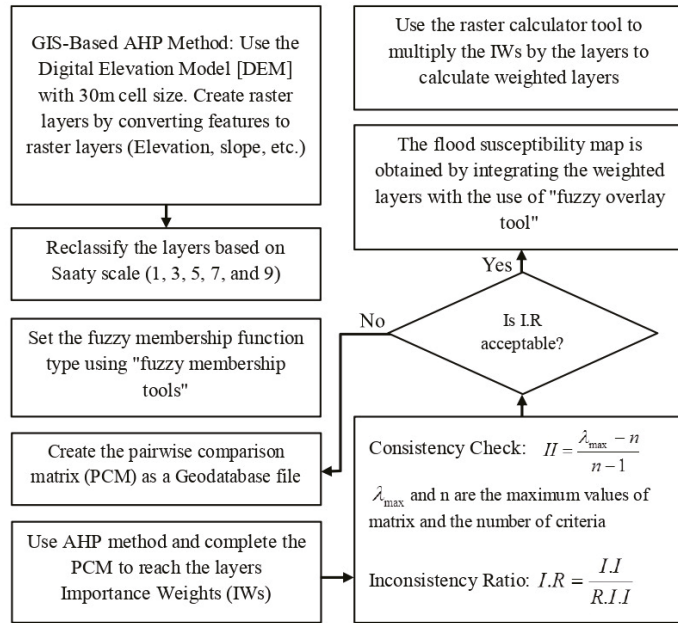 GIS-Based AHP Method: Use the
Digital Elevation Model [DEM]
with 30m cell size. Create raster
layers by converting features to
raster layers (Elevation, slope, etc.)
Reclassify the layers based on
Saaty scale (1, 3, 5, 7, and 9)
Set the fuzzy membership function
type using "fuzzy membership
tools"
Create the pairwise comparison
matrix (PCM) as a Geodatabase file
Use AHP method and complete the
PCM to reach the layers
Importance Weights (IWs)
Consistency Check: II = (λmax − n) / (n − 1)
λmax and n are the maximum values of
matrix and the number of criteria
Inconsistency Ratio: I.R = I.I / R.I.I
Is I.R
acceptable?
No
Yes
The flood susceptibility map is
obtained by integrating the weighted
layers with the use of "fuzzy overlay
tool"
Use the raster calculator tool to
multiply the IWs by the layers to
calculate weighted layers